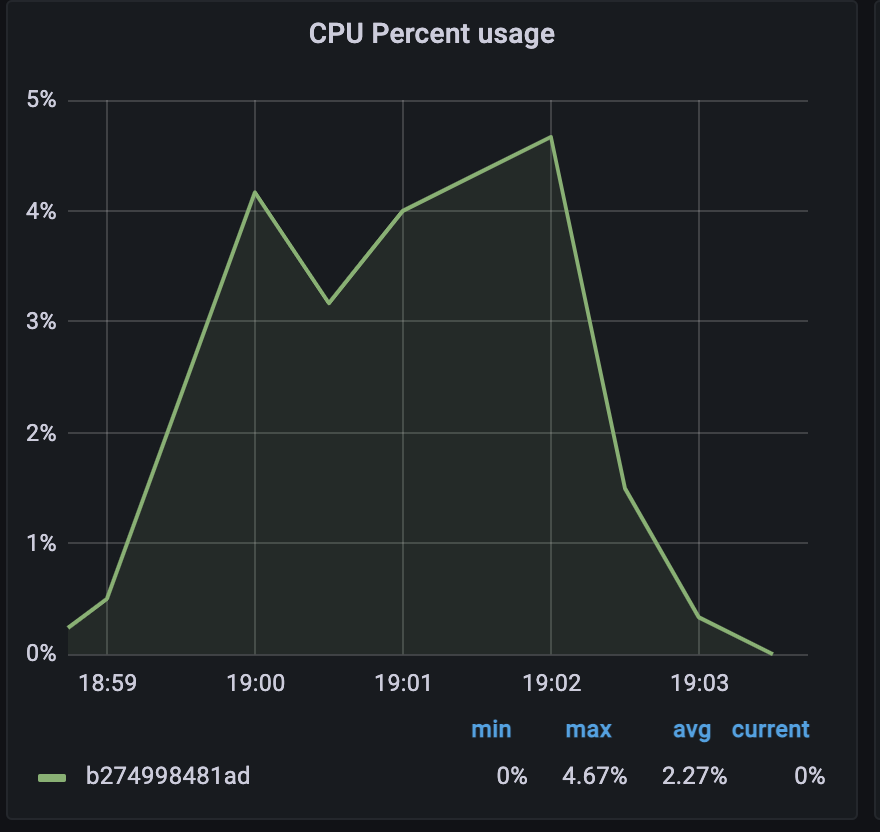 CPU Percent usage
5%
4%
3%
2%
1%
0%
18:59 19:00 19:01 19:02 19:03
min max avg current
b274998481ad 0% 4.67% 2.27% 0%